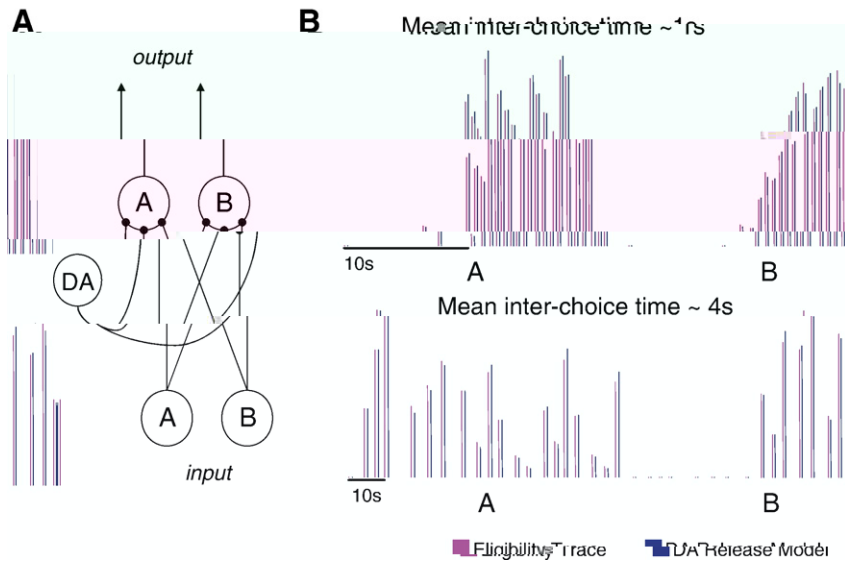 A
B
Mean inter-choice time ~ 1s
output
A
B
10s
A
B
DA
Mean inter-choice time ~ 4s
A
B
input
10s
A
B
Eligibility Trace
DA Release Model